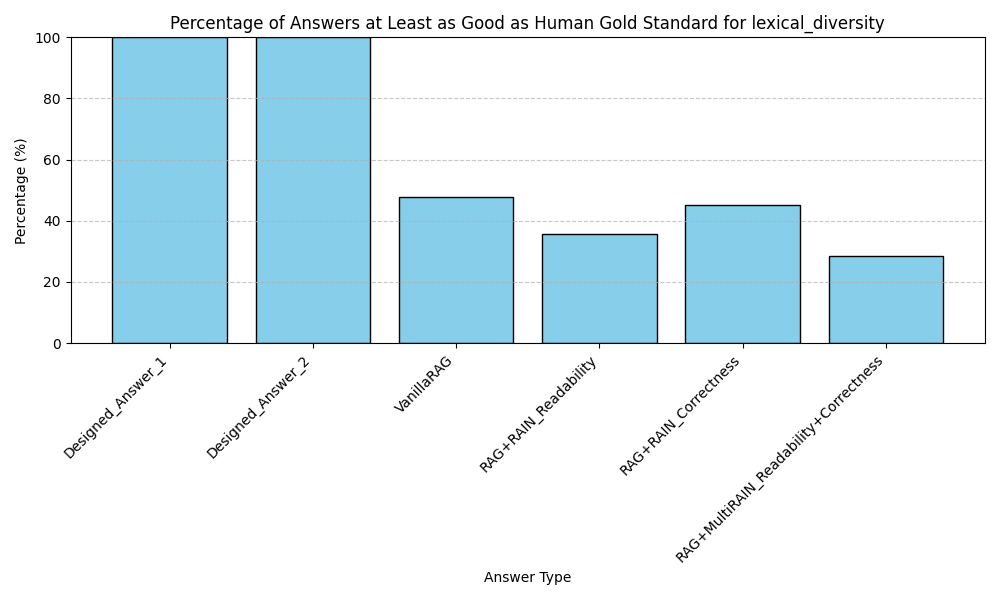 Percentage of Answers at Least as Good as Human Gold Standard for lexical_diversity
Percentage (%)
100
80
60
40
20
0
Designed_Answer_1
Designed_Answer_2
VanillaRAG
RAG+RAIN_Readability
RAG+RAIN_Correctness
RAG+MultiRAIN_Readability+Correctness
Answer Type